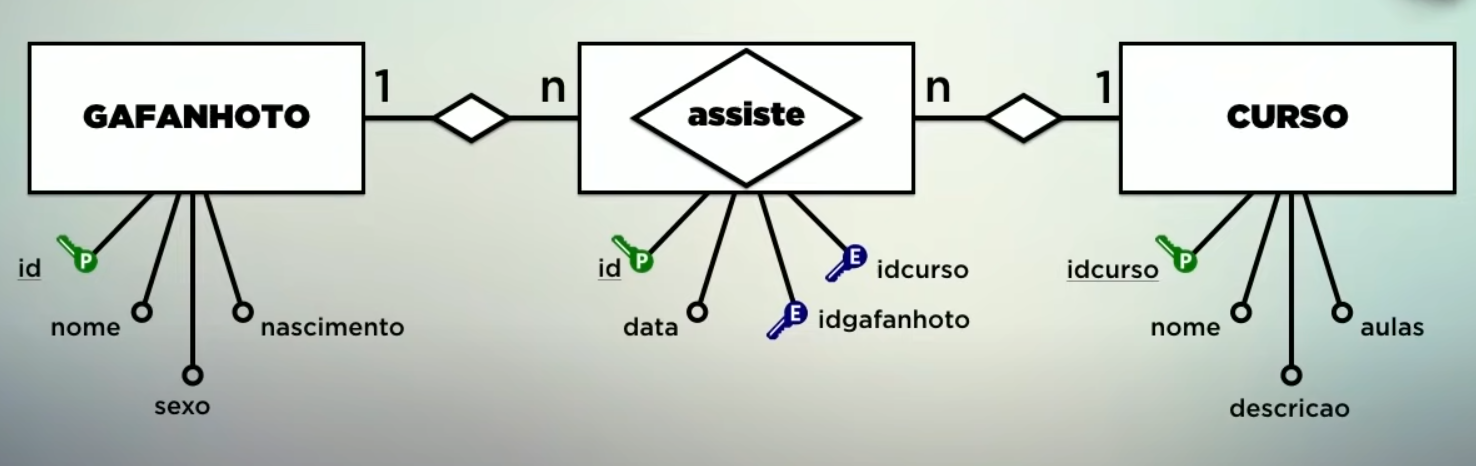 GAFANHOTO
1
n
assiste
n
1
CURSO
P
id
nome
sexo
nascimento
P
id
data
E
idgafanhoto
E
idcurso
P
idcurso
nome
descricao
aulas